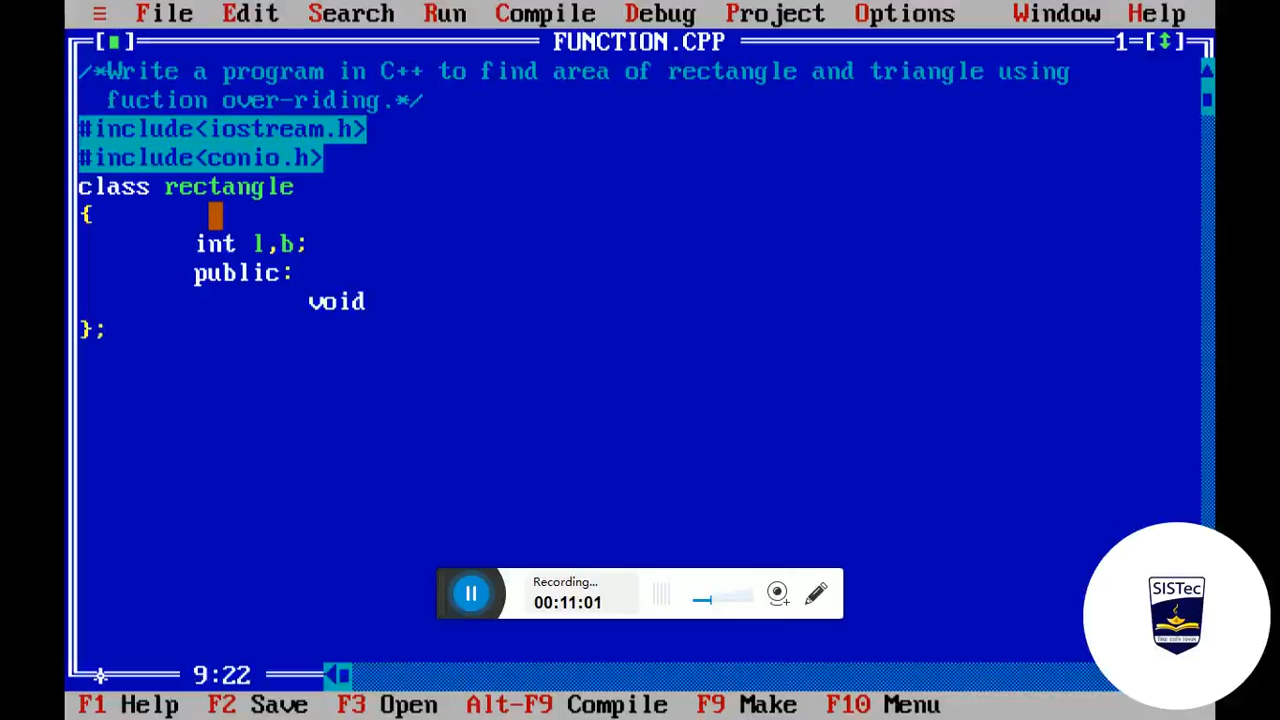 ≡ File Edit Search Run Compile Debug Project Options Window Help
[■] FUNCTION.CPP 1=[↕]
/*Write a program in C++ to find area of rectangle and triangle using
fuction over-riding.*/
#include<iostream.h>
#include<conio.h>
class rectangle
{
int l,b;
public:
void
};
Recording...
00:11:01
SISTec
9:22
F1 Help F2 Save F3 Open Alt-F9 Compile F9 Make F10 Menu